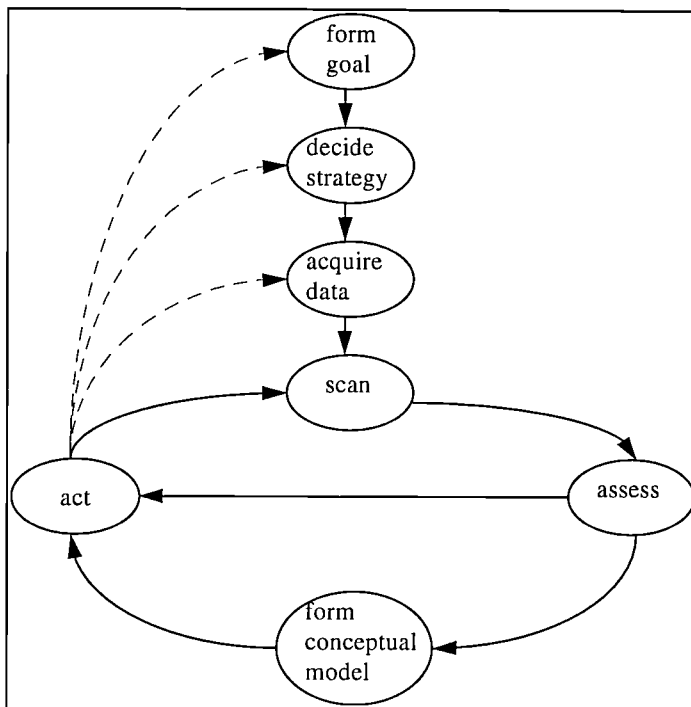 form
goal
decide
strategy
acquire
data
scan
act
assess
form
conceptual
model